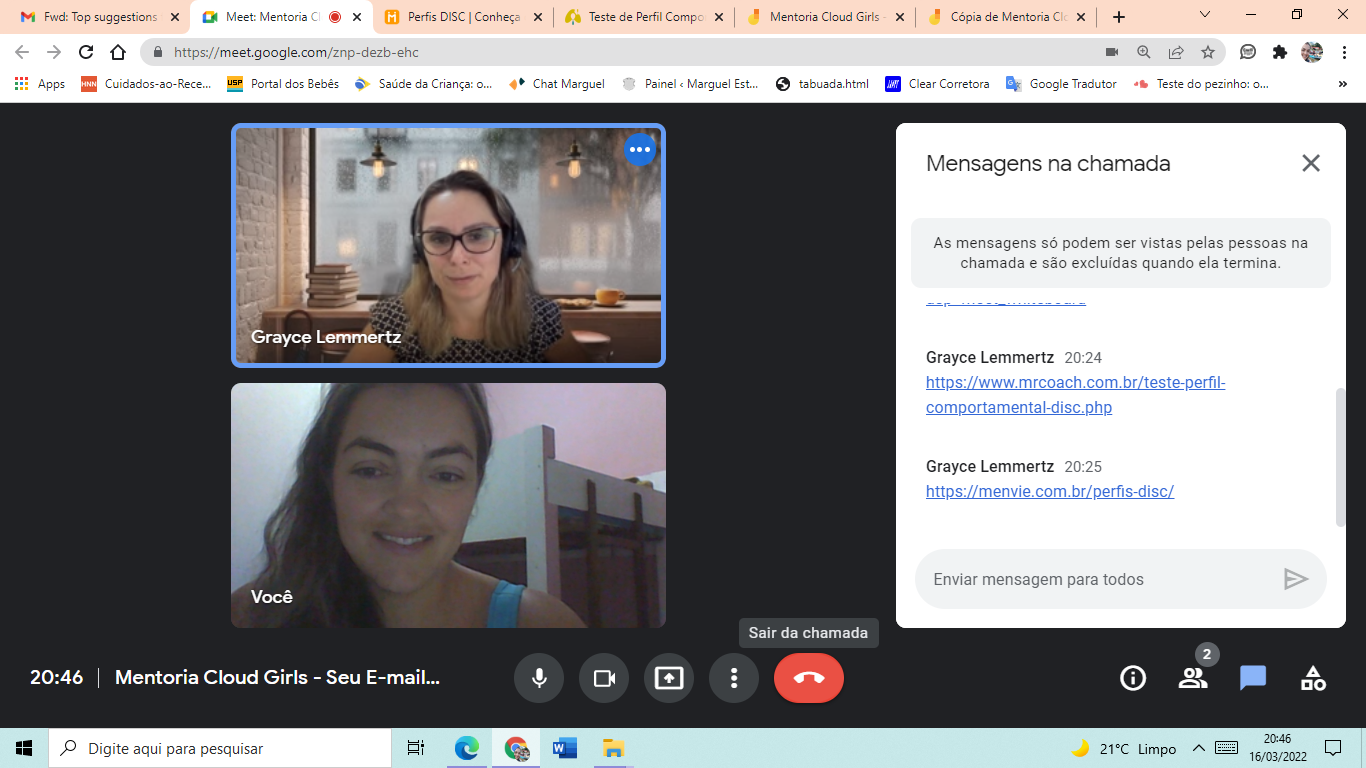 Fwd: Top suggestions
Meet: Mentoria Cl
Perfis DISC | Conheça
Teste de Perfil Compo
Mentoria Cloud Girls -
Cópia de Mentoria Clo
https://meet.google.com/znp-dezb-ehc
Apps
Cuidados-ao-Rece...
Portal dos Bebês
Saúde da Criança: o...
Chat Marguel
Painel ‹ Marguel Est...
tabuada.html
Clear Corretora
Google Tradutor
Teste do pezinho: o...
»
Grayce Lemmertz
Você
Mensagens na chamada
As mensagens só podem ser vistas pelas pessoas na
chamada e são excluídas quando ela termina.
Grayce Lemmertz 20:24
https://www.mrcoach.com.br/teste-perfil-
comportamental-disc.php
Grayce Lemmertz 20:25
https://menvie.com.br/perfis-disc/
Enviar mensagem para todos
Sair da chamada
20:46 | Mentoria Cloud Girls - Seu E-mail...
2
Digite aqui para pesquisar
21°C Limpo
20:46
16/03/2022